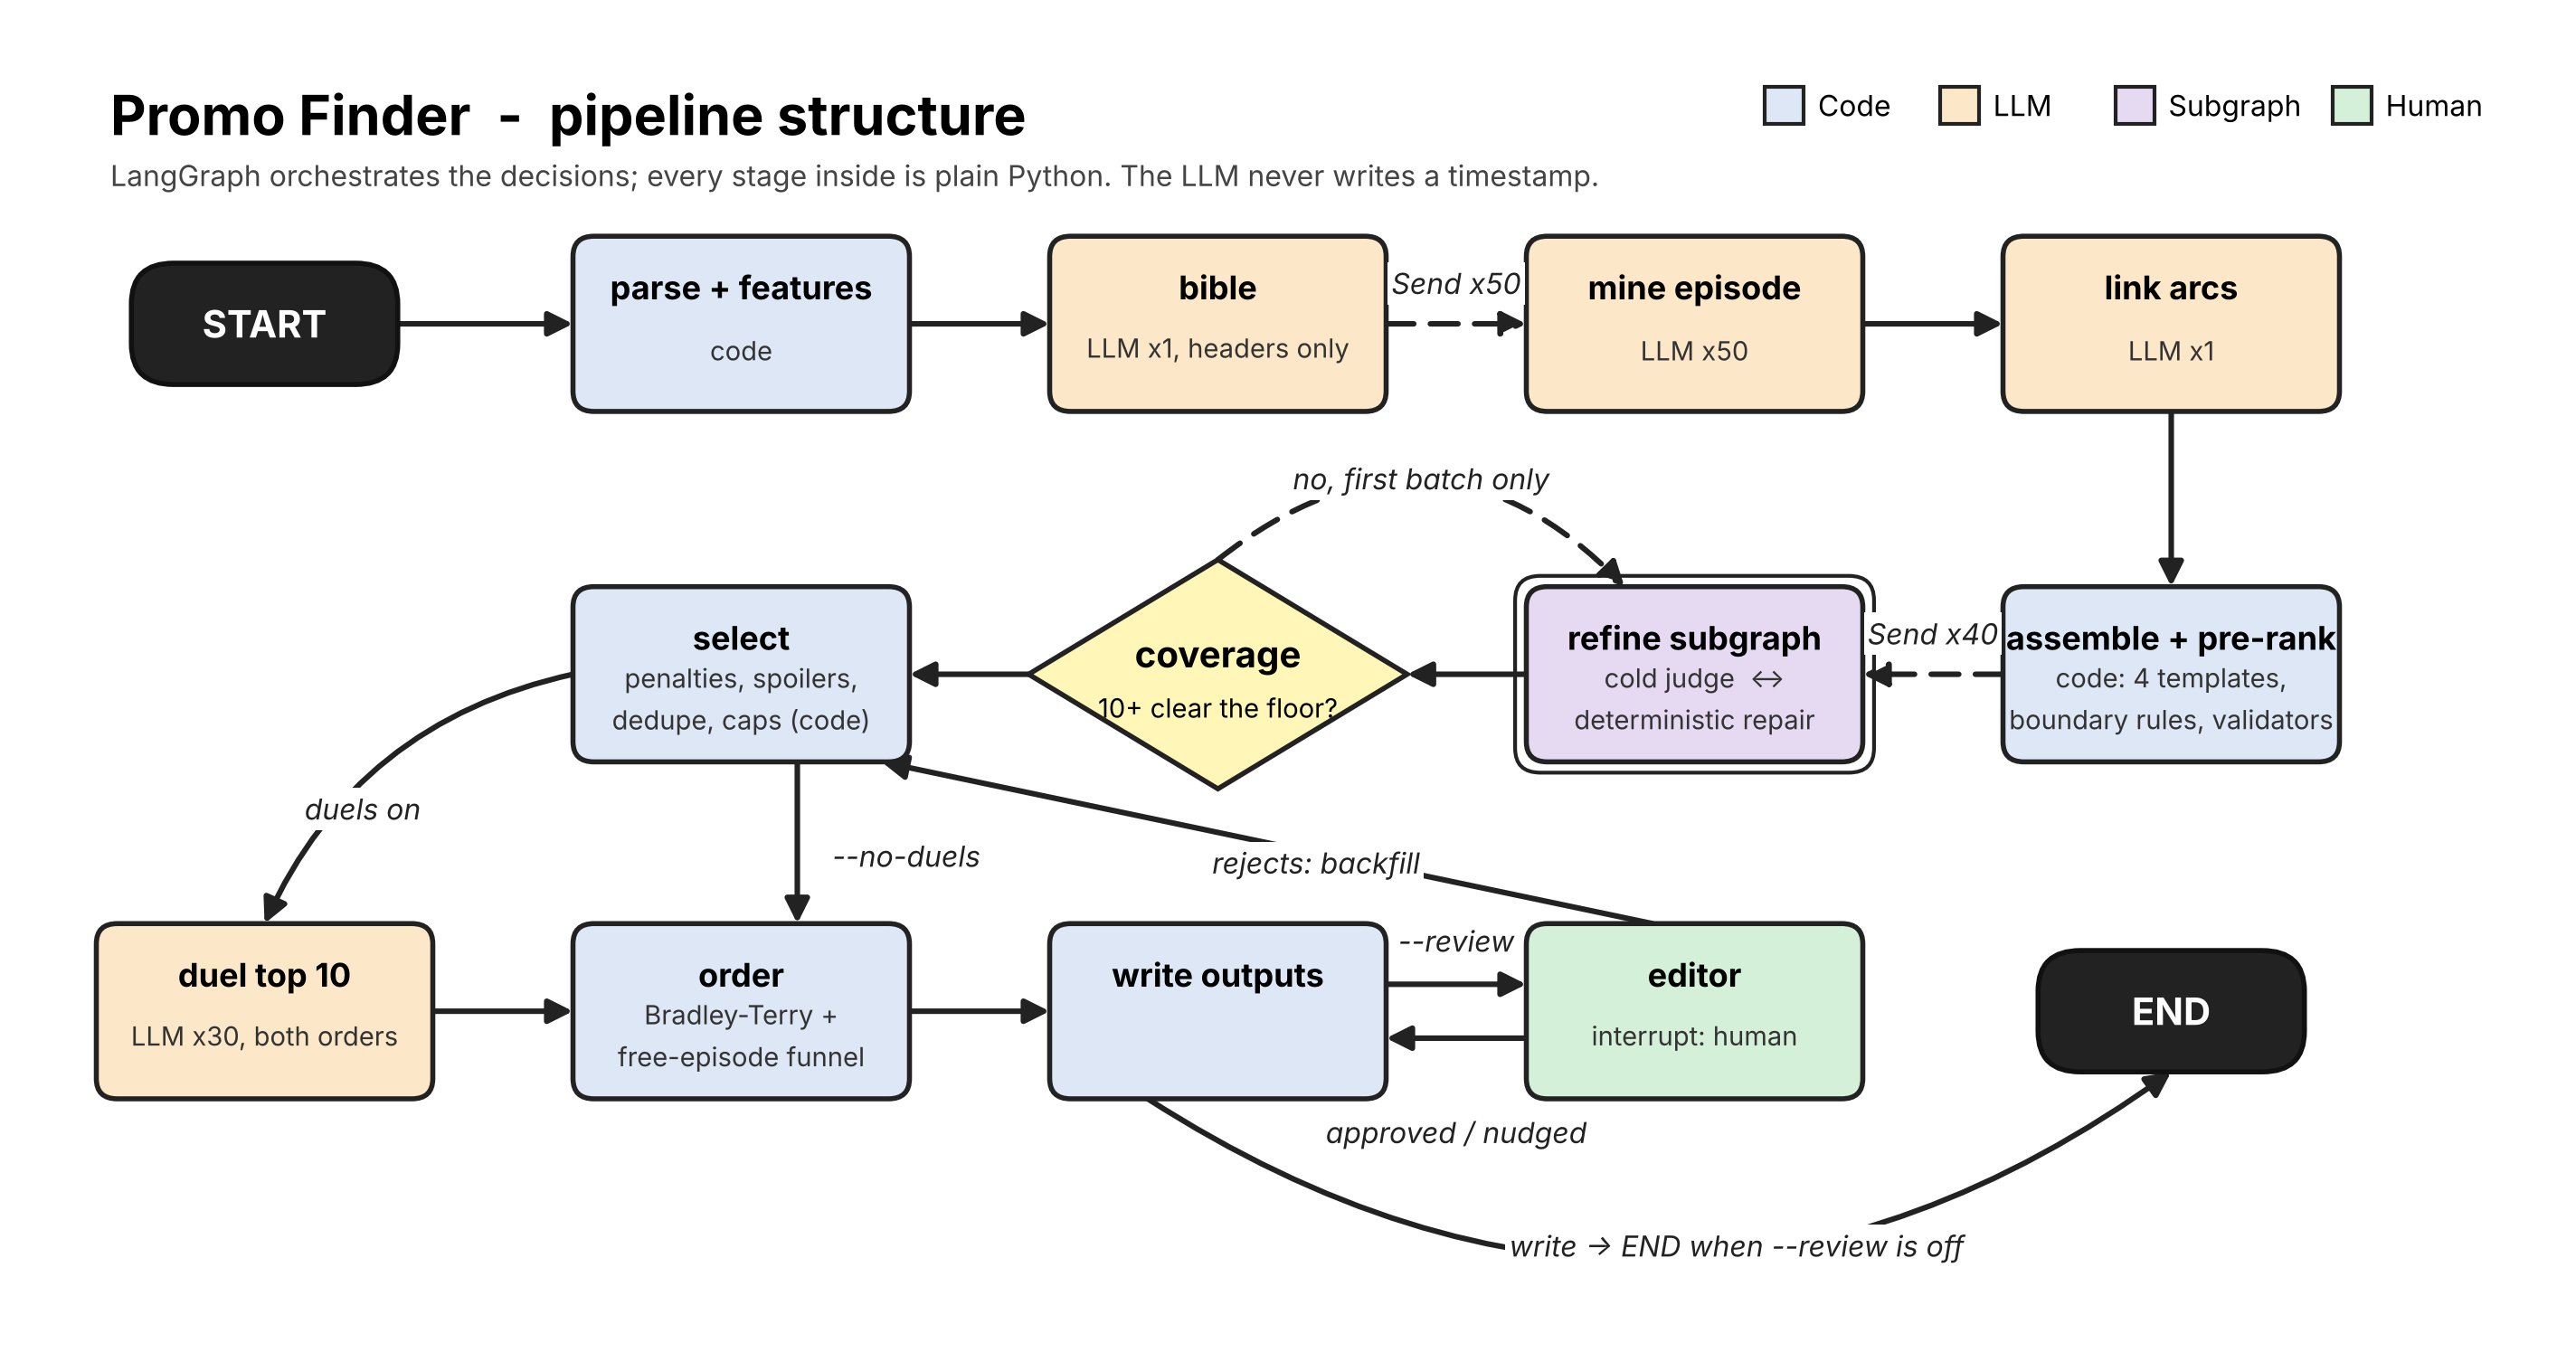 Promo Finder - pipeline structure
Code
LLM
Subgraph
Human
LangGraph orchestrates the decisions; every stage inside is plain Python. The LLM never writes a timestamp.
START
parse + features
code
bible
LLM x1, headers only
Send x50
mine episode
LLM x50
link arcs
LLM x1
no, first batch only
select
penalties, spoilers,
dedupe, caps (code)
coverage
10+ clear the floor?
refine subgraph
cold judge ↔
deterministic repair
Send x40
assemble + pre-rank
code: 4 templates,
boundary rules, validators
duels on
--no-duels
rejects: backfill
duel top 10
LLM x30, both orders
order
Bradley-Terry +
free-episode funnel
write outputs
--review
editor
interrupt: human
END
approved / nudged
write → END when --review is off